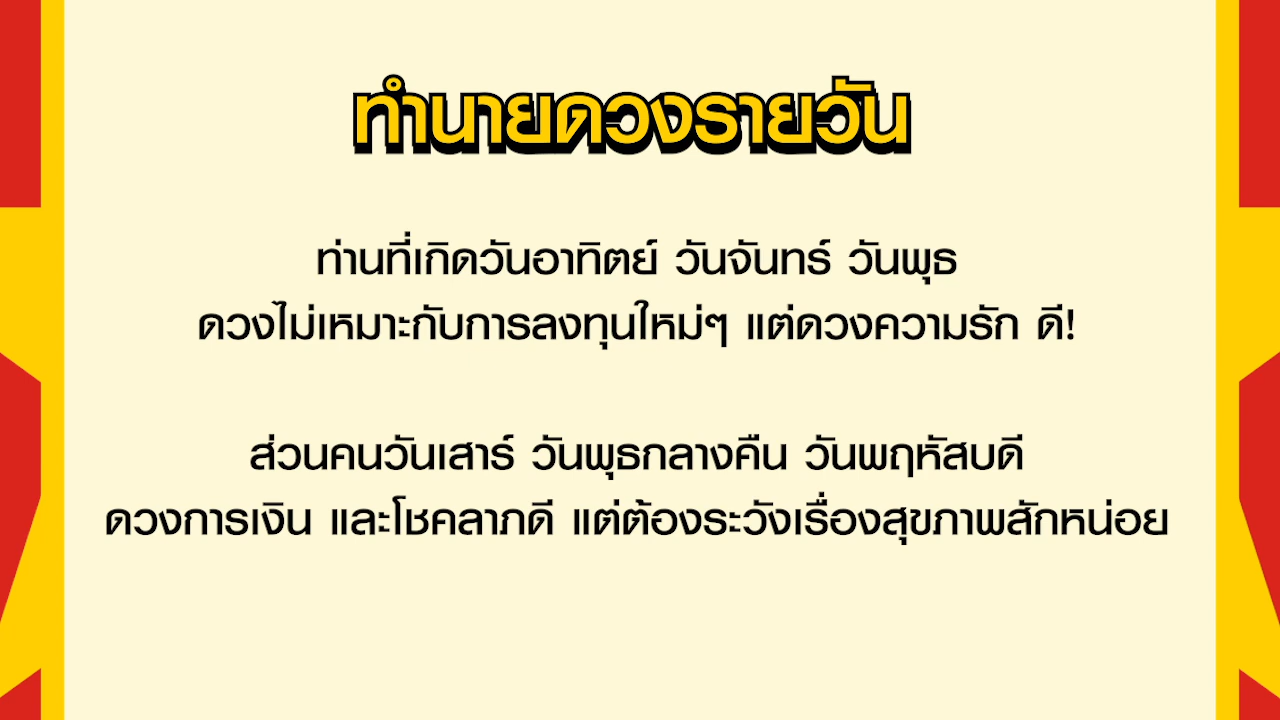 ทำนายดวงรายวัน
ท่านที่เกิดวันอาทิตย์ วันจันทร์ วันพุธ
ดวงไม่เหมาะกับการลงทุนใหม่ๆ แต่ดวงความรัก ดี!
ส่วนคนวันเสาร์ วันพุธกลางคืน วันพฤหัสบดี
ดวงการเงิน และโชคลาภดี แต่ต้องระวังเรื่องสุขภาพสักหน่อย